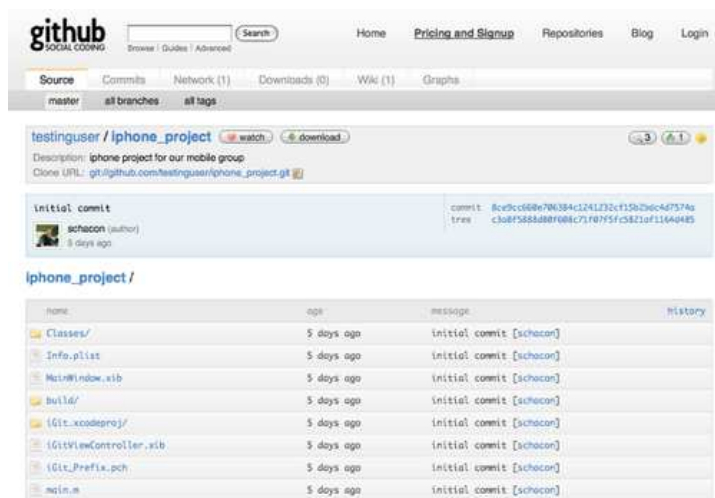 github
SOCIAL CODING
Search
Browse | Guides | Advanced
Home Pricing and Signup Repositories Blog Login
Source Commits Network (1) Downloads (0) Wiki (1) Graphs
master all branches all tags
testinguser / iphone_project watch download 3 1
Description: iphone project for our mobile group
Clone URL: git://github.com/testinguser/iphone_project.git
initial commit
commit
tree
schacon (author)
5 days ago
iphone_project /
name age message history
Classes/ 5 days ago initial commit [schacon]
Info.plist 5 days ago initial commit [schacon]
MainWindow.xib 5 days ago initial commit [schacon]
build/ 5 days ago initial commit [schacon]
iGit.xcodeproj/ 5 days ago initial commit [schacon]
iGitViewController.xib 5 days ago initial commit [schacon]
iGit_Prefix.pch 5 days ago initial commit [schacon]
main.m 5 days ago initial commit [schacon]